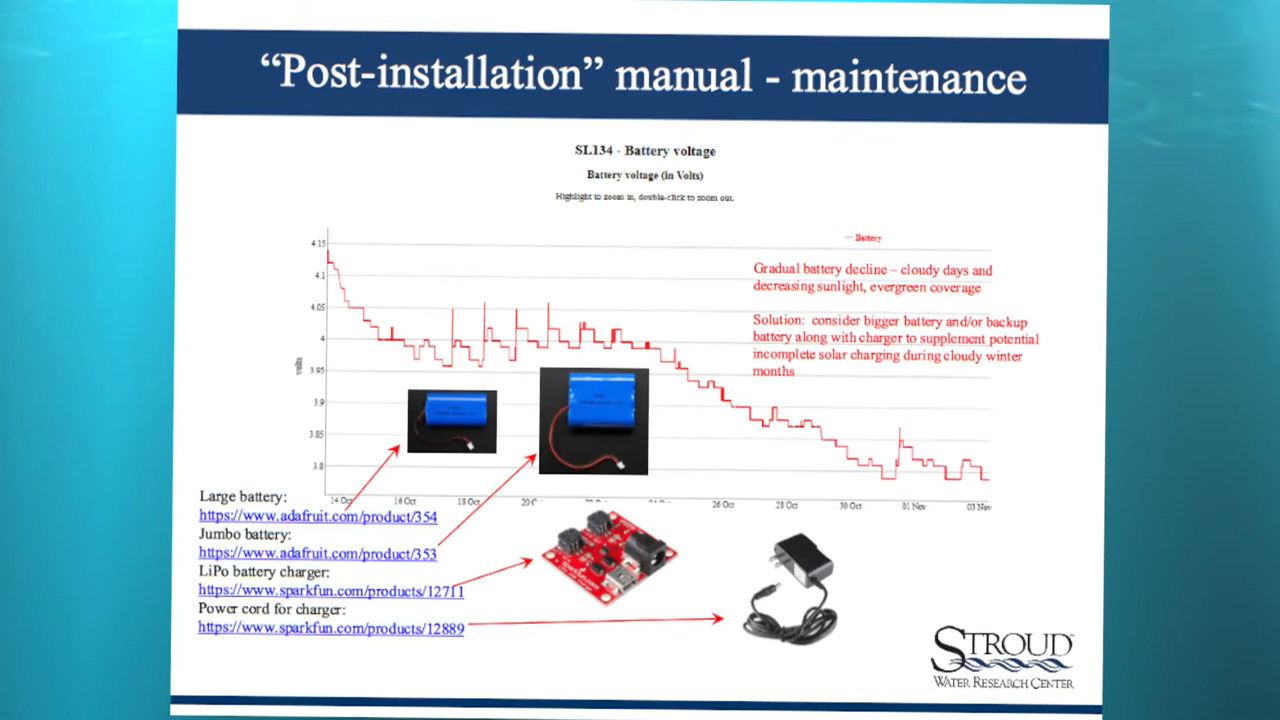 “Post-installation” manual - maintenance
SL134 - Battery voltage
Battery voltage (in Volts)
Highlight to zoom in, double-click to zoom out.
— Battery
4.15
4.1
4.05
4
3.95
3.9
3.85
3.8
volts
Gradual battery decline – cloudy days and
decreasing sunlight, evergreen coverage
Solution: consider bigger battery and/or backup
battery along with charger to supplement potential
incomplete solar charging during cloudy winter
months
14 Oct 16 Oct 18 Oct 20 26 Oct 28 Oct 30 Oct 01 Nov 03 Nov
Large battery:
https://www.adafruit.com/product/354
Jumbo battery:
https://www.adafruit.com/product/353
LiPo battery charger:
https://www.sparkfun.com/products/12711
Power cord for charger:
https://www.sparkfun.com/products/12889
STROUD
WATER RESEARCH CENTER